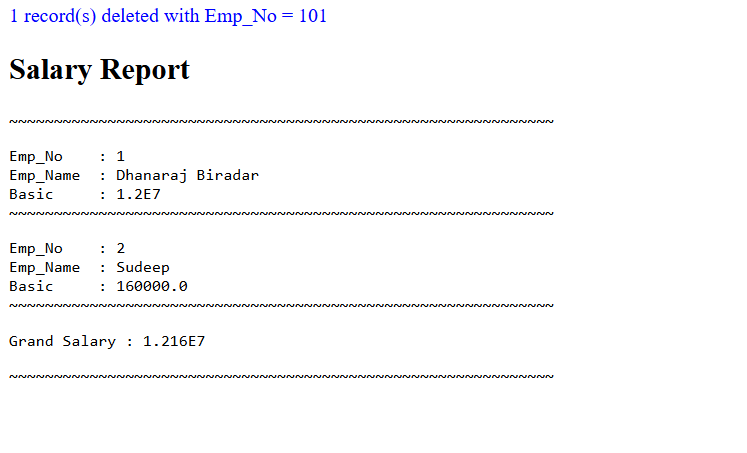 1 record(s) deleted with Emp_No = 101
Salary Report
~~~~~~~~~~~~~~~~~~~~~~~~~~~~~~~~~~~~~~~~~~~~~~~~~~~~~~~~~~~~~
Emp_No    : 1
Emp_Name  : Dhanaraj Biradar
Basic     : 1.2E7
~~~~~~~~~~~~~~~~~~~~~~~~~~~~~~~~~~~~~~~~~~~~~~~~~~~~~~~~~~~~~
Emp_No    : 2
Emp_Name  : Sudeep
Basic     : 160000.0
~~~~~~~~~~~~~~~~~~~~~~~~~~~~~~~~~~~~~~~~~~~~~~~~~~~~~~~~~~~~~
Grand Salary : 1.216E7
~~~~~~~~~~~~~~~~~~~~~~~~~~~~~~~~~~~~~~~~~~~~~~~~~~~~~~~~~~~~~